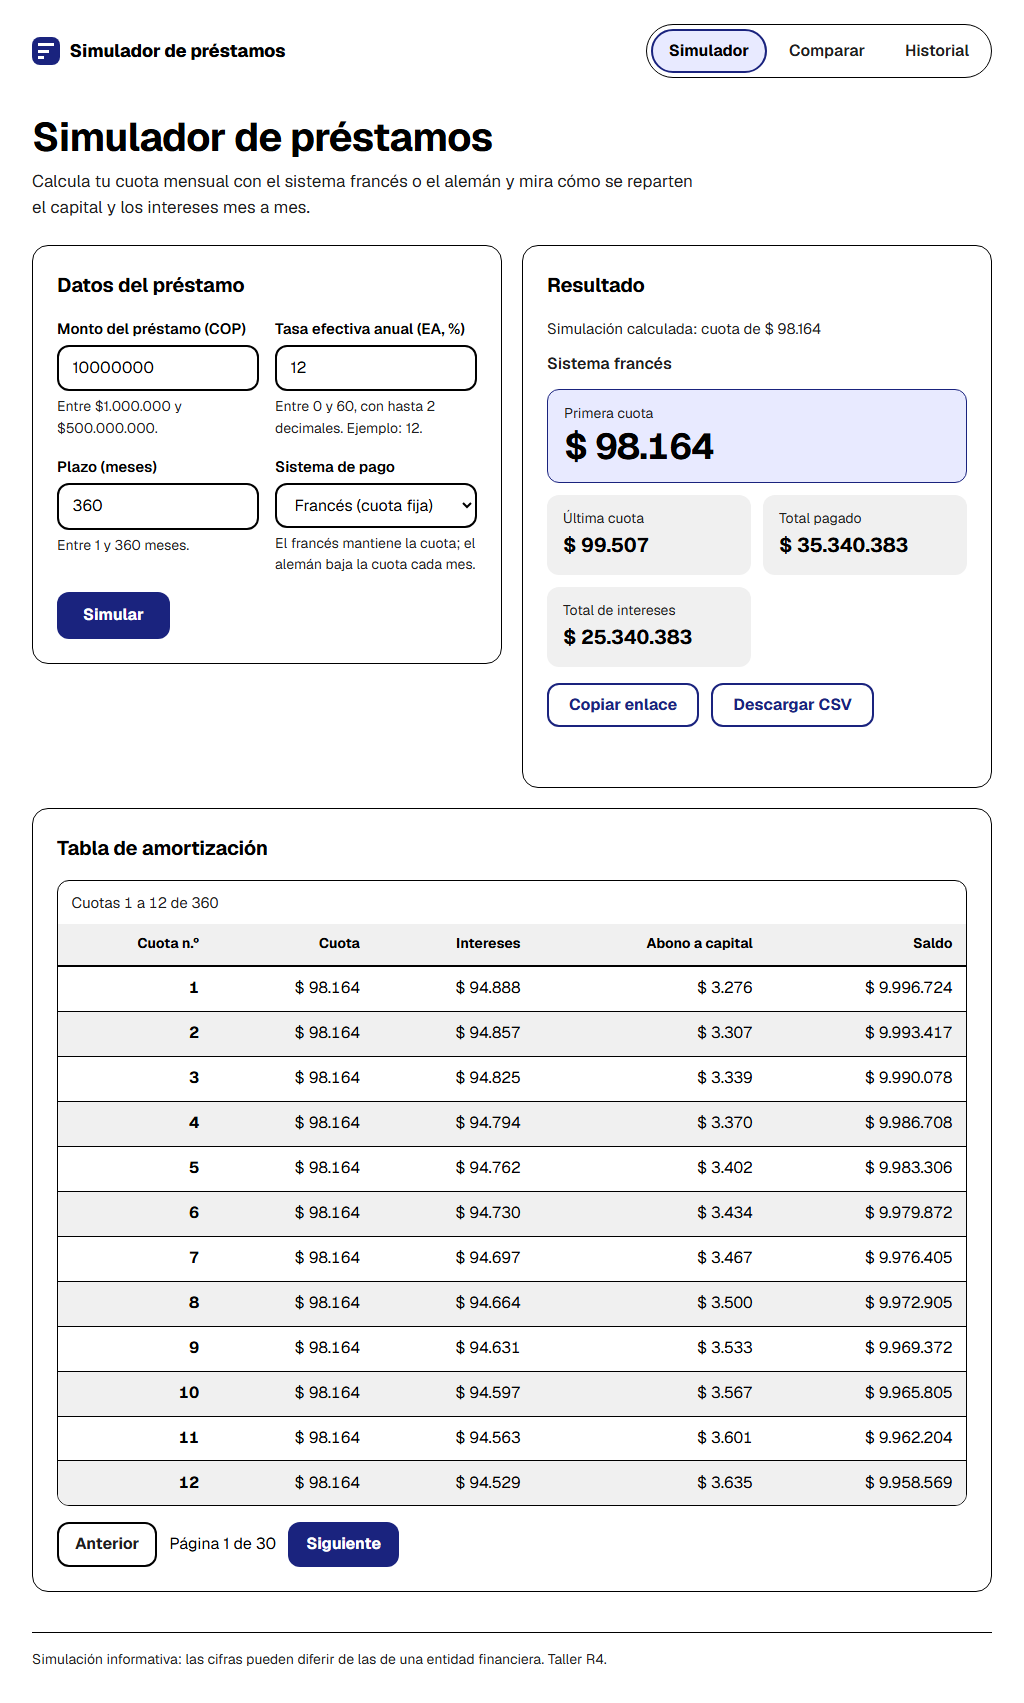 Simulador de préstamos
Simulador Comparar Historial
Simulador de préstamos
Calcula tu cuota mensual con el sistema francés o el alemán y mira cómo se reparten
el capital y los intereses mes a mes.
Datos del préstamo
Monto del préstamo (COP) Tasa efectiva anual (EA, %)
10000000 12
Entre $1.000.000 y
$500.000.000.
Entre 0 y 60, con hasta 2
decimales. Ejemplo: 12.
Plazo (meses) Sistema de pago
360 Francés (cuota fija)
Entre 1 y 360 meses.
El francés mantiene la cuota; el
alemán baja la cuota cada mes.
Simular
Resultado
Simulación calculada: cuota de $ 98.164
Sistema francés
Primera cuota
$ 98.164
Última cuota
$ 99.507
Total pagado
$ 35.340.383
Total de intereses
$ 25.340.383
Copiar enlace Descargar CSV
Tabla de amortización
Cuotas 1 a 12 de 360
Cuota n.º Cuota Intereses Abono a capital Saldo
1 $ 98.164 $ 94.888 $ 3.276 $ 9.996.724
2 $ 98.164 $ 94.857 $ 3.307 $ 9.993.417
3 $ 98.164 $ 94.825 $ 3.339 $ 9.990.078
4 $ 98.164 $ 94.794 $ 3.370 $ 9.986.708
5 $ 98.164 $ 94.762 $ 3.402 $ 9.983.306
6 $ 98.164 $ 94.730 $ 3.434 $ 9.979.872
7 $ 98.164 $ 94.697 $ 3.467 $ 9.976.405
8 $ 98.164 $ 94.664 $ 3.500 $ 9.972.905
9 $ 98.164 $ 94.631 $ 3.533 $ 9.969.372
10 $ 98.164 $ 94.597 $ 3.567 $ 9.965.805
11 $ 98.164 $ 94.563 $ 3.601 $ 9.962.204
12 $ 98.164 $ 94.529 $ 3.635 $ 9.958.569
Anterior Página 1 de 30 Siguiente
Simulación informativa: las cifras pueden diferir de las de una entidad financiera. Taller R4.